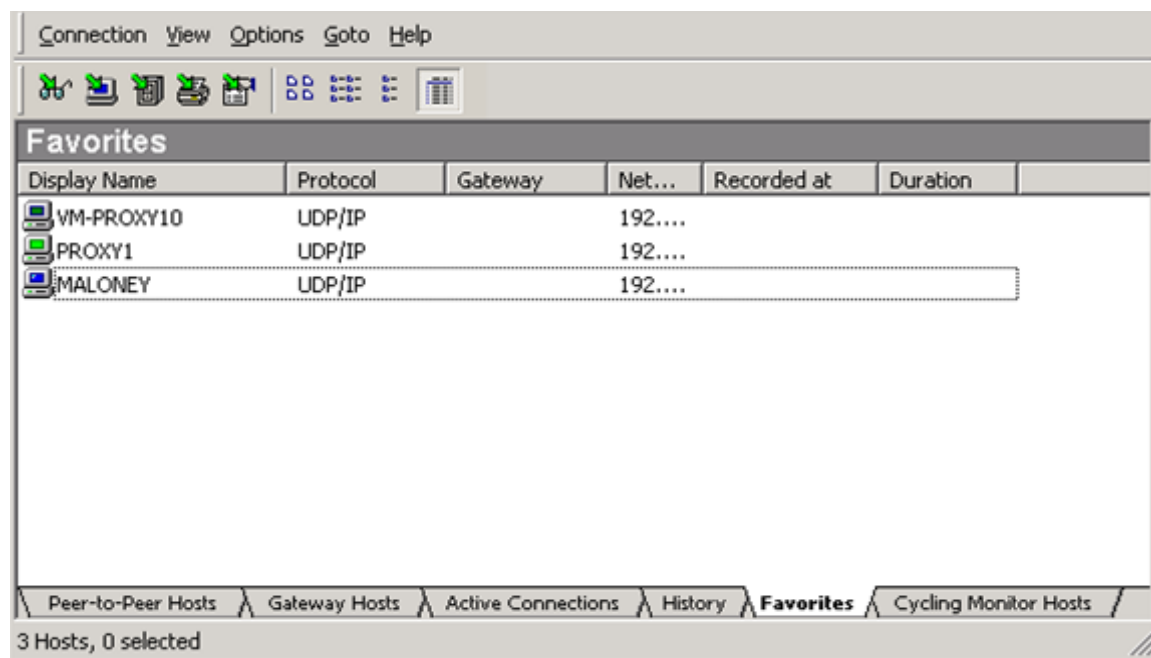 Connection View Options Goto Help
Favorites
Display Name Protocol Gateway Net... Recorded at Duration
VM-PROXY10 UDP/IP 192....
PROXY1 UDP/IP 192....
MALONEY UDP/IP 192....
Peer-to-Peer Hosts Gateway Hosts Active Connections History Favorites Cycling Monitor Hosts
3 Hosts, 0 selected